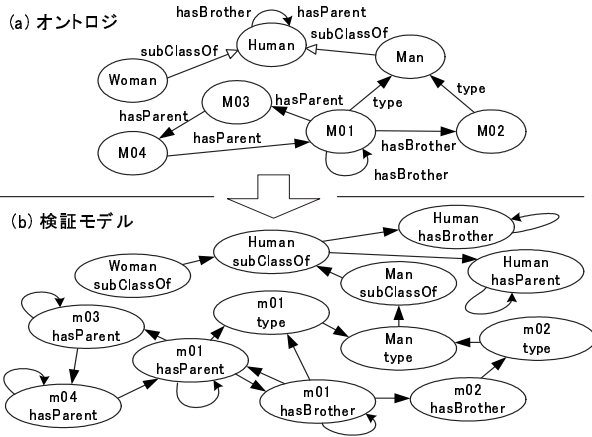 (a) オントロジ
hasBrother
hasParent
Human
subClassOf
subClassOf
Woman
Man
M03
hasParent
type
type
hasParent
hasParent
M04
M01
M02
hasBrother
hasBrother
(b) 検証モデル
Human
hasBrother
Human
subClassOf
Woman
subClassOf
Human
hasParent
Man
subClassOf
m03
hasParent
m01
type
m02
type
Man
type
m01
hasParent
m04
hasParent
m01
hasBrother
m02
hasBrother